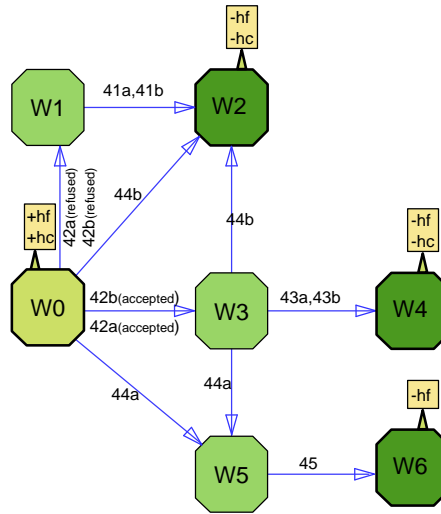 -hf
-hc
41a,41b
W1
W2
42a(refused)
42b(refused)
44b
44b
+hf
+hc
-hf
-hc
42b(accepted)
43a,43b
W0
W3
W4
42a(accepted)
44a
44a
-hf
45
W5
W6